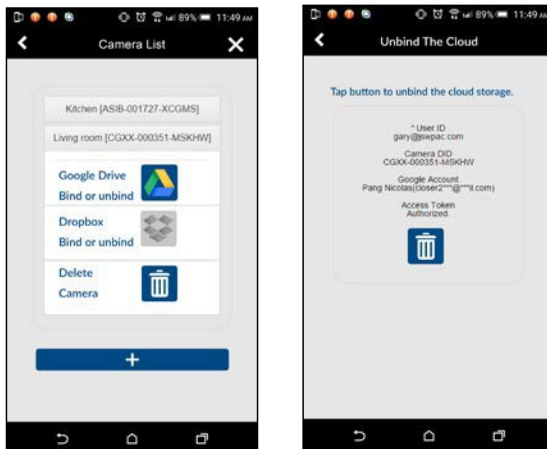 89% 11:49 AM
Camera List
Kitchen [ASIB-001727-XCGMS]
Living room [CGXX-000351-MSKHW]
Google Drive
Bind or unbind
Dropbox
Bind or unbind
Delete
Camera
+
89% 11:49 AM
Unbind The Cloud
Tap button to unbind the cloud storage.
* User ID
gary@jswpac.com
Camera DID
CGXX-000351-MSKHW
Google Account
Pang Nicolas(closer2***@***il.com)
Access Token
Authorized.